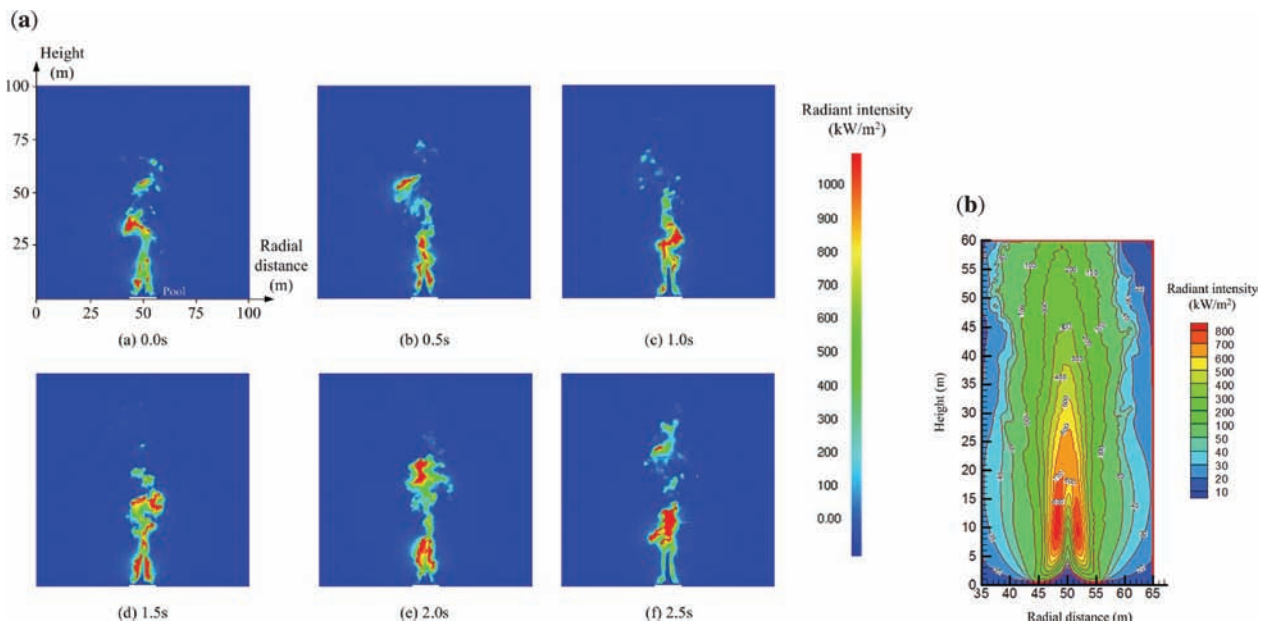 (a)
Height
(m)
100
75
50
25
Radial
distance
(m)
Pool
0
25
50
75
100
(a) 0.0s
(b) 0.5s
(c) 1.0s
(d) 1.5s
(e) 2.0s
(f) 2.5s
Radiant intensity
(kW/m²)
1000
900
800
700
600
500
400
300
200
100
0.00
(b)
60
55
50
45
40
35
30
25
20
15
10
5
0
Height (m)
35
45
50
55
60
65
Radial distance (m)
Radiant intensity
(kW/m²)
800
700
600
500
400
300
200
100
50
40
30
20
10